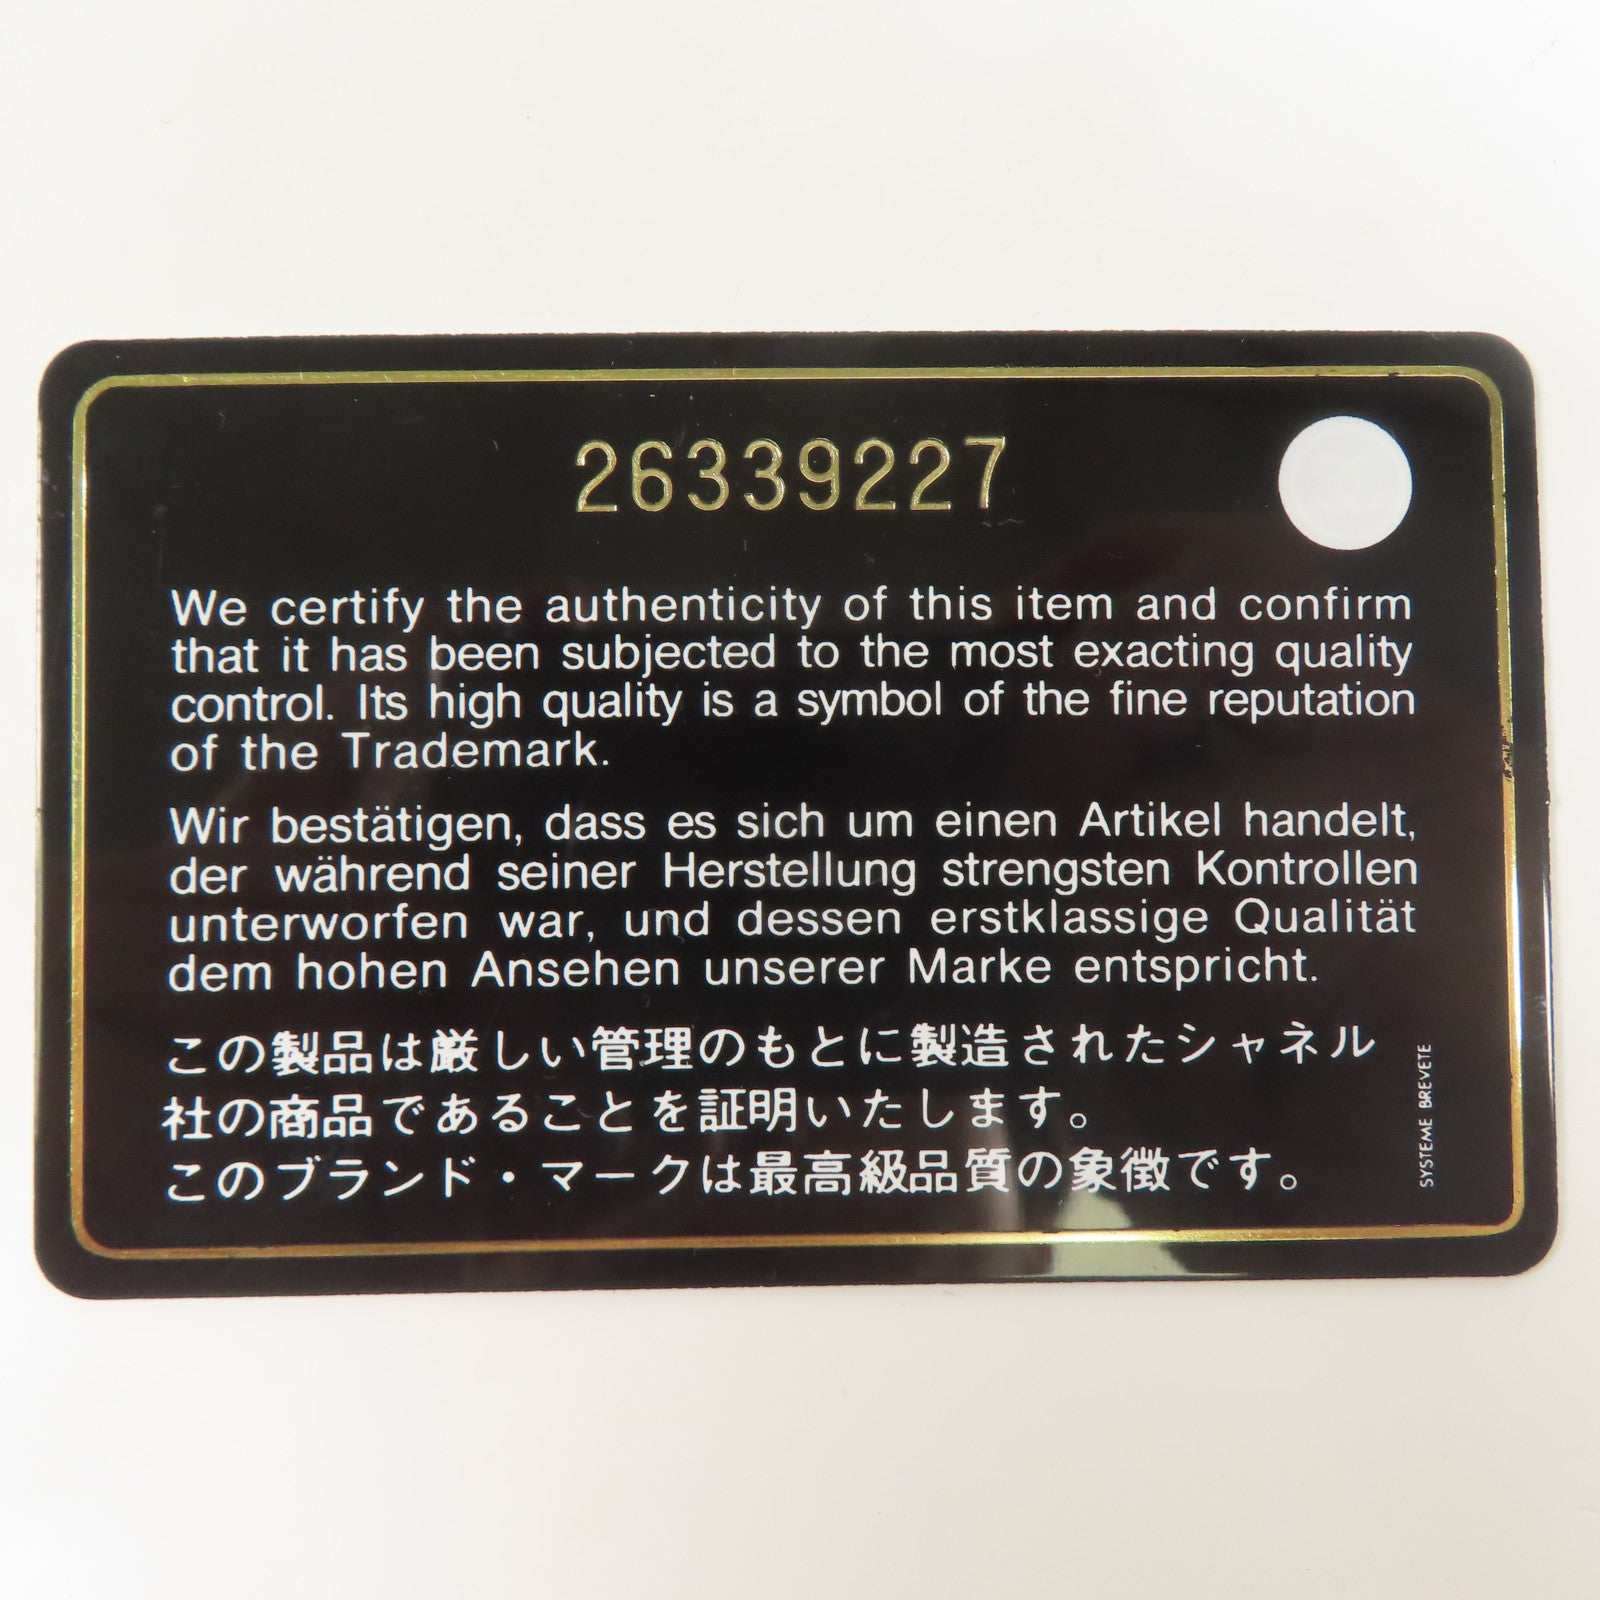 26339227
We certify the authenticity of this item and confirm
that it has been subjected to the most exacting quality
control. Its high quality is a symbol of the fine reputation
of the Trademark.
Wir bestätigen, dass es sich um einen Artikel handelt,
der während seiner Herstellung strengsten Kontrollen
unterworfen war, und dessen erstklassige Qualität
dem hohen Ansehen unserer Marke entspricht.
この製品は厳しい管理のもとに製造されたシャネル
社の商品であることを証明いたします。
このブランド・マークは最高級品質の象徴です。
SYSTEME BREVETE